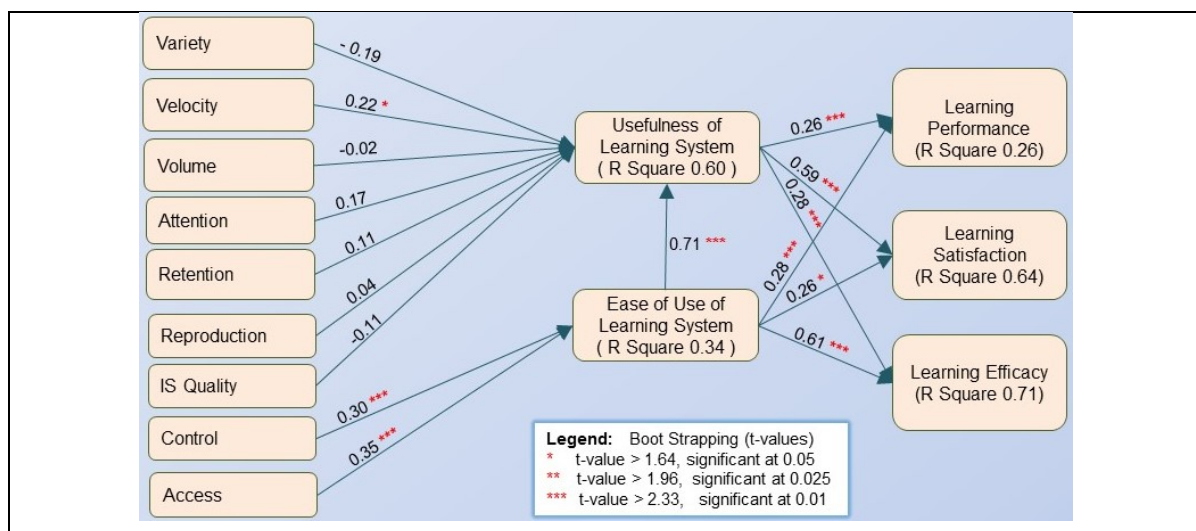 Variety
Velocity
Volume
Attention
Retention
Reproduction
IS Quality
Control
Access
- 0.19
0.22 *
-0.02
0.17
0.11
0.04
-0.11
0.30 ***
0.35 ***
Usefulness of
Learning System
( R Square 0.60 )
0.71 ***
Ease of Use of
Learning System
( R Square 0.34 )
0.26 ***
0.59 ***
0.28 ***
0.28 ***
0.26 *
0.61 ***
Learning
Performance
(R Square 0.26)
Learning
Satisfaction
(R Square 0.64)
Learning Efficacy
(R Square 0.71)
Legend: Boot Strapping (t-values)
* t-value > 1.64, significant at 0.05
** t-value > 1.96, significant at 0.025
*** t-value > 2.33, significant at 0.01